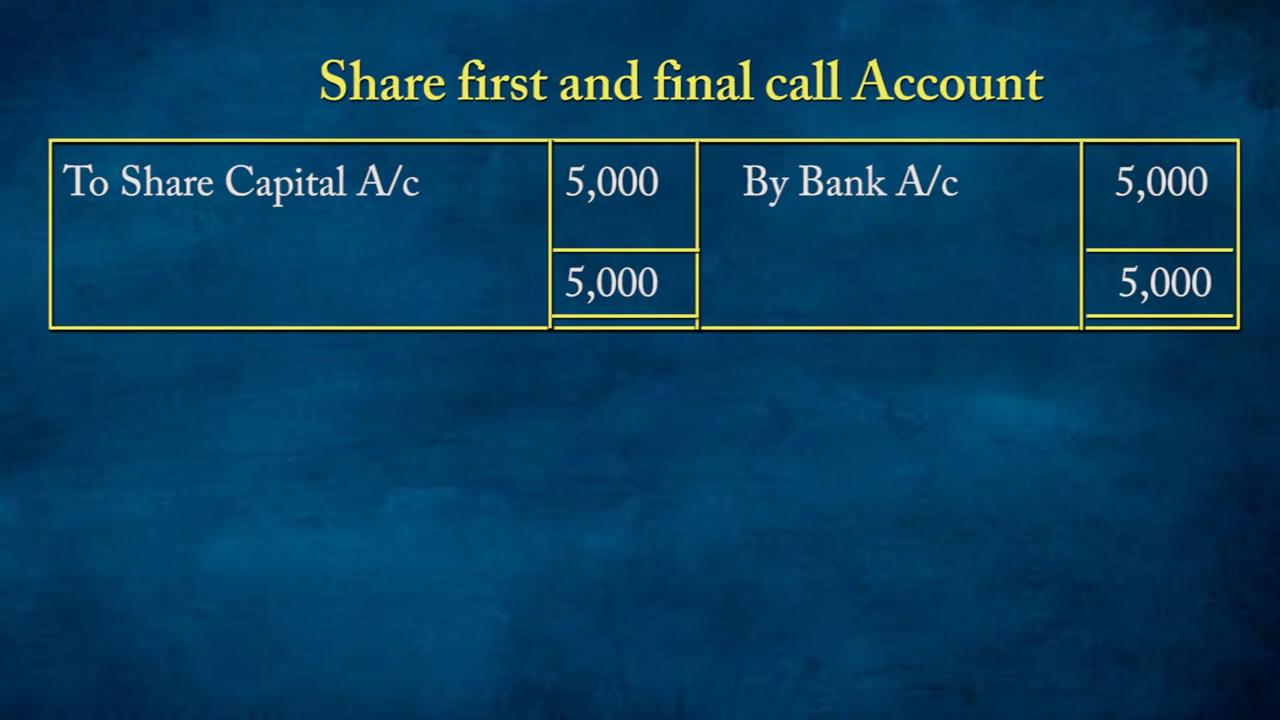 Share first and final call Account
To Share Capital A/c 5,000 By Bank A/c 5,000
5,000 5,000